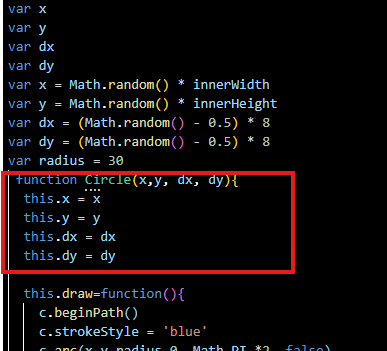 var x
var y
var dx
var dy
var x = Math.random() * innerWidth
var y = Math.random() * innerHeight
var dx = (Math.random() - 0.5) * 8
var dy = (Math.random() - 0.5) * 8
var radius = 30
function Circle(x,y, dx, dy){
this.x = x
this.y = y
this.dx = dx
this.dy = dy
this.draw=function(){
c.beginPath()
c.strokeStyle = 'blue'
c.arc(x,y,radius,0, Math.PI *2, false)